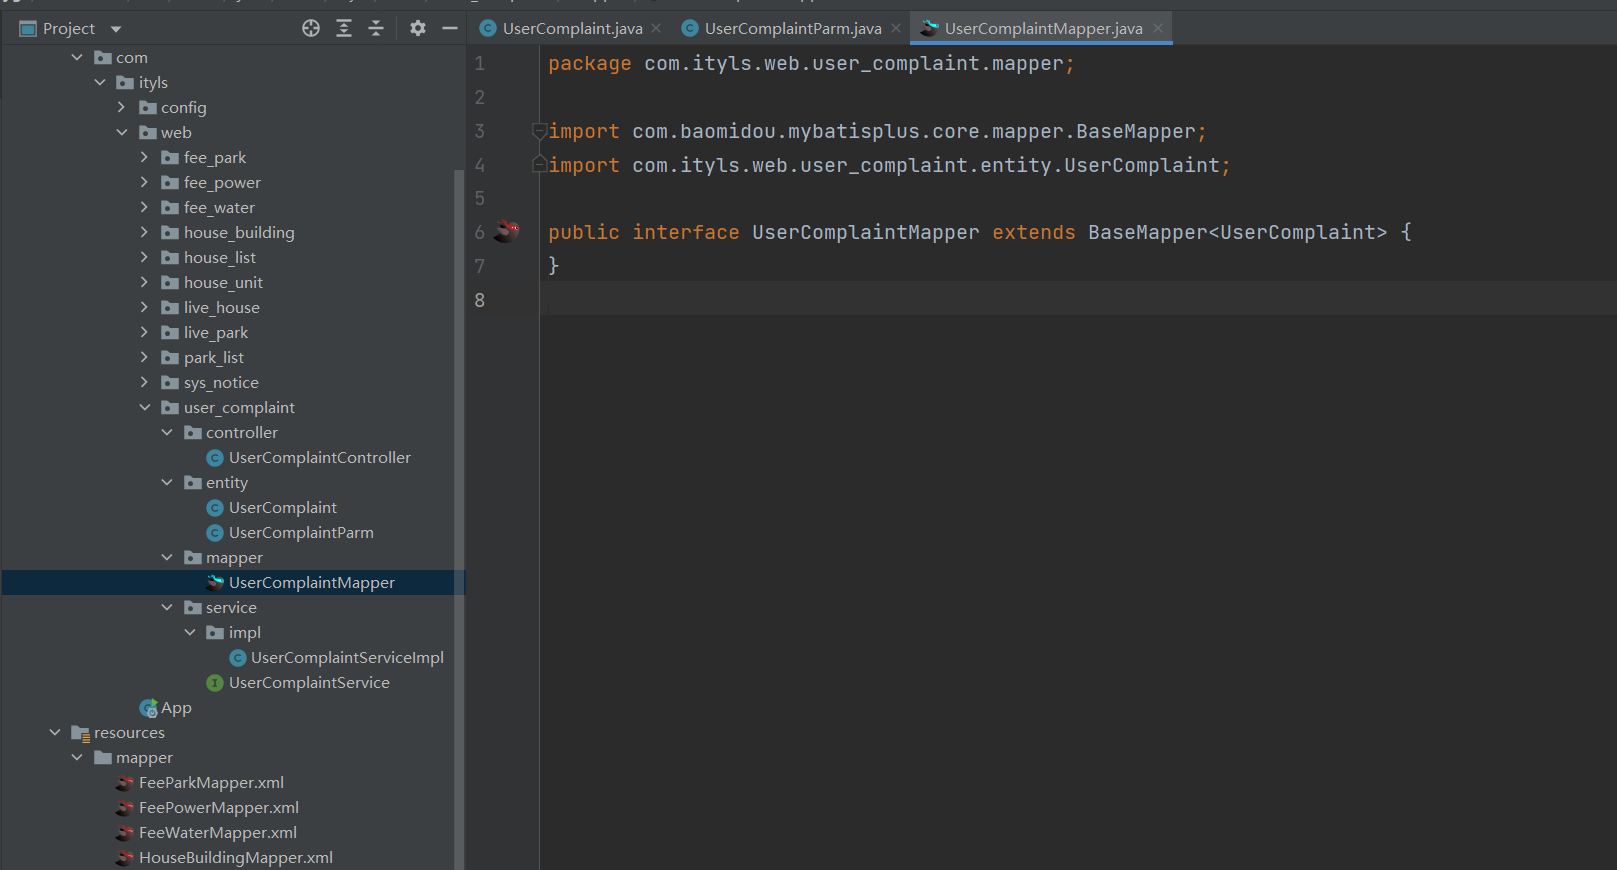 Project
com
ityls
config
web
fee_park
fee_power
fee_water
house_building
house_list
house_unit
live_house
live_park
park_list
sys_notice
user_complaint
controller
UserComplaintController
entity
UserComplaint
UserComplaintParm
mapper
UserComplaintMapper
service
impl
UserComplaintServiceImpl
UserComplaintService
App
resources
mapper
FeeParkMapper.xml
FeePowerMapper.xml
FeeWaterMapper.xml
HouseBuildingMapper.xml
UserComplaint.java
UserComplaintParm.java
UserComplaintMapper.java
1 package com.ityls.web.user_complaint.mapper;
2
3 import com.baomidou.mybatisplus.core.mapper.BaseMapper;
4 import com.ityls.web.user_complaint.entity.UserComplaint;
5
6 public interface UserComplaintMapper extends BaseMapper<UserComplaint> {
7 }
8